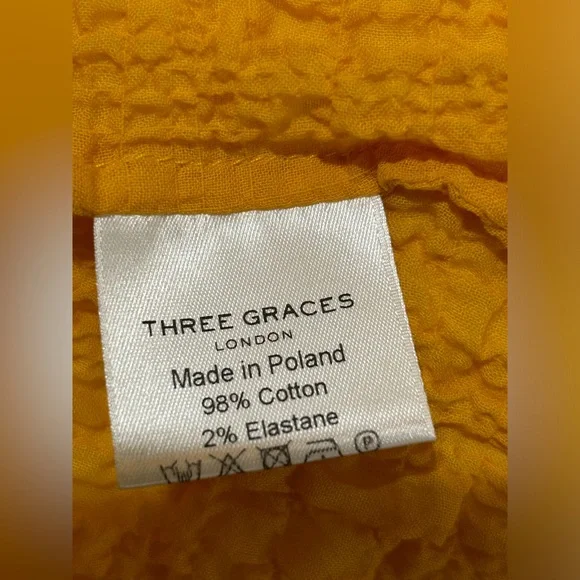 THREE GRACES
LONDON
Made in Poland
98% Cotton
2% Elastane
P